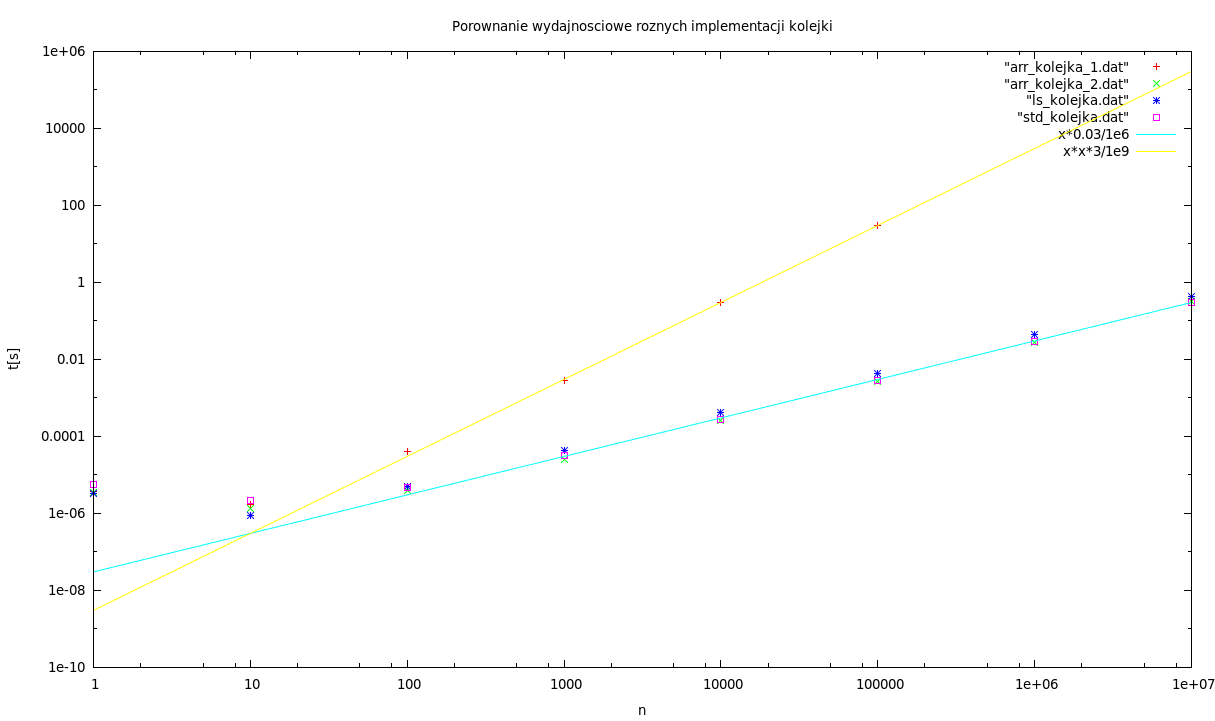 Porownanie wydajnosciowe roznych implementacji kolejki
1e+06
10000
100
1
0.01
0.0001
1e-06
1e-08
1e-10
t[s]
"arr_kolejka_1.dat"
"arr_kolejka_2.dat"
"ls_kolejka.dat"
"std_kolejka.dat"
x*0.03/1e6
x*x*3/1e9
1 10 100 1000 10000 100000 1e+06 1e+07
n